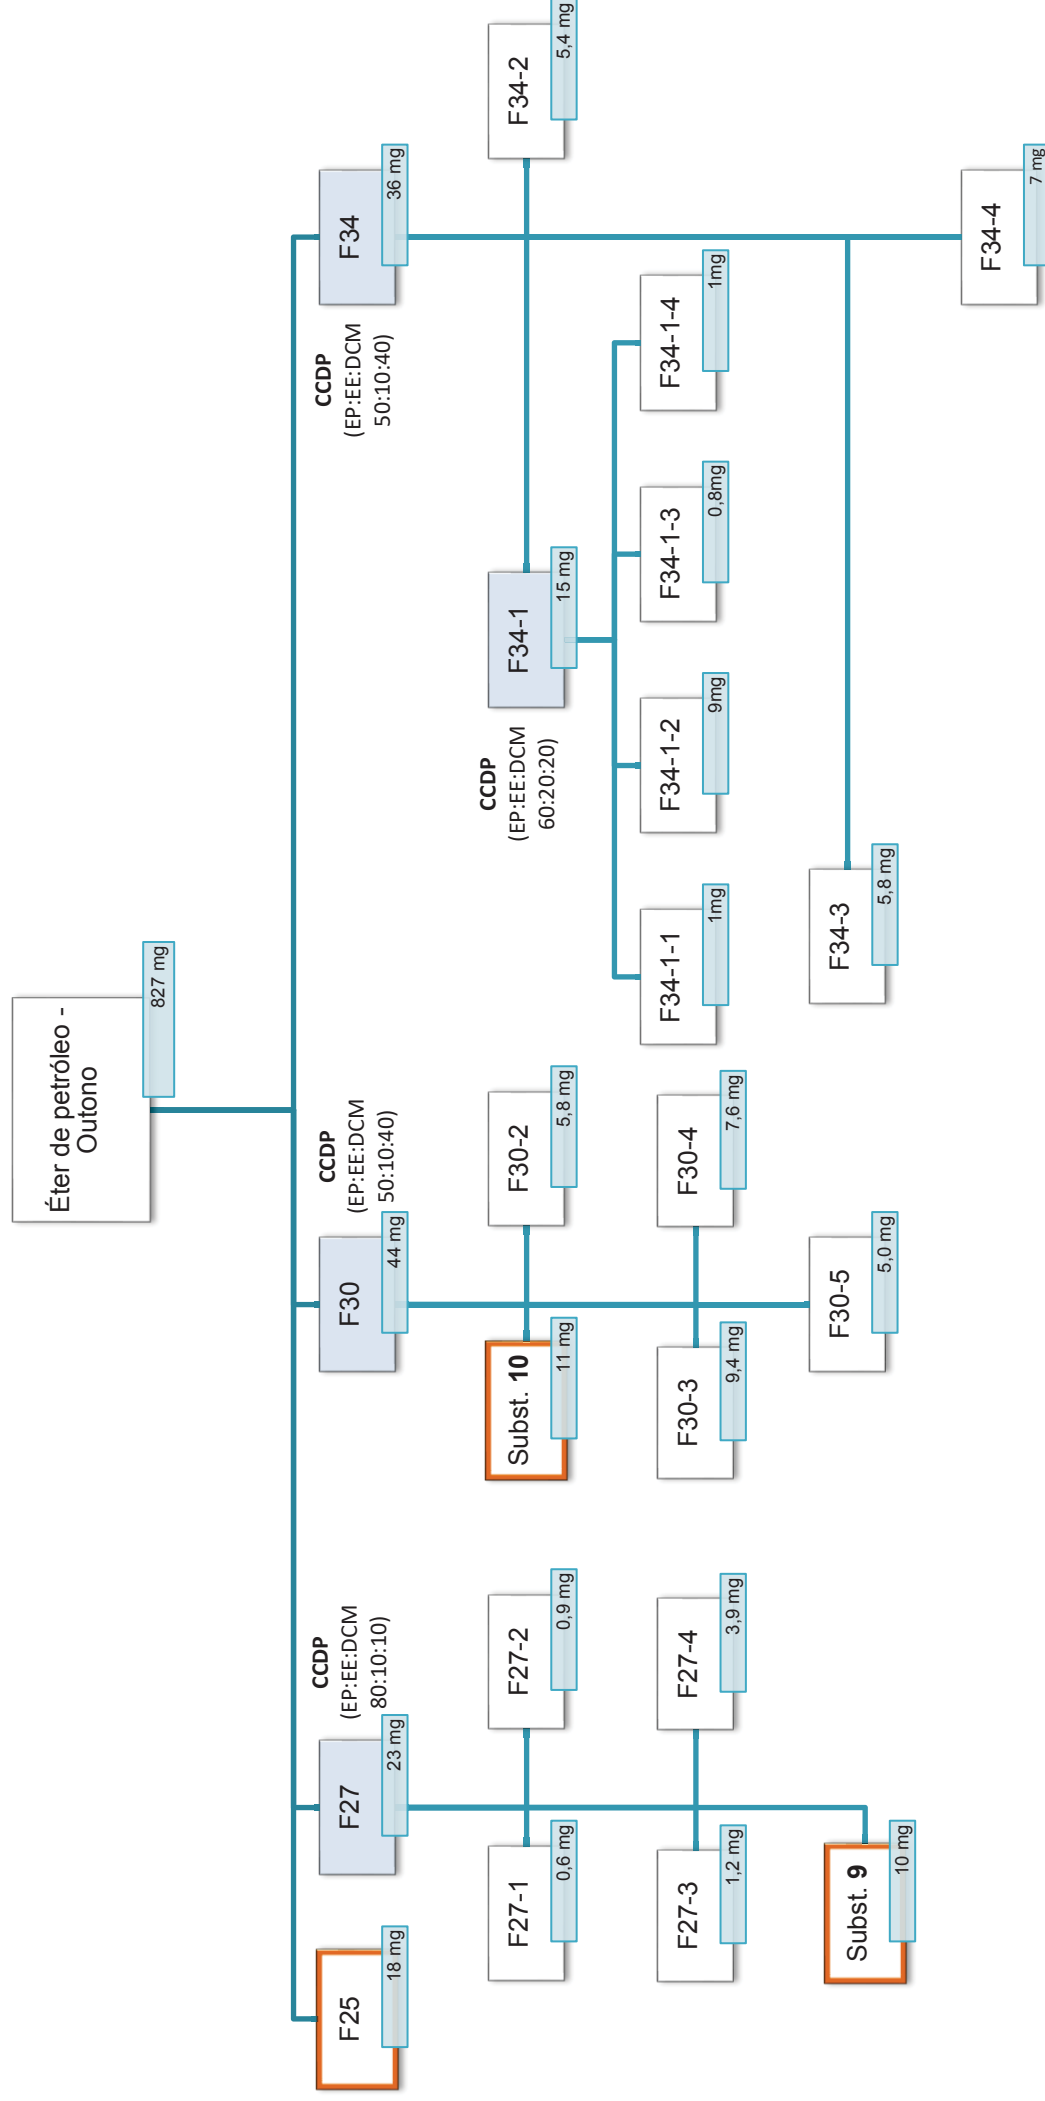 Éter de petróleo -
Outono
827 mg
F25
18 mg
F27
23 mg
CCDP
(EP:EE:DCM
80:10:10)
F30
44 mg
CCDP
(EP:EE:DCM
50:10:40)
F34
36 mg
CCDP
(EP:EE:DCM
50:10:40)
F27-1
0,6 mg
F27-2
0,9 mg
F27-3
1,2 mg
F27-4
3,9 mg
Subst. 9
10 mg
Subst. 10
11 mg
F30-2
5,8 mg
F30-3
9,4 mg
F30-4
7,6 mg
F30-5
5,0 mg
F34-1
15 mg
CCDP
(EP:EE:DCM
60:20:20)
F34-2
5,4 mg
F34-1-1
1mg
F34-1-2
9mg
F34-1-3
0,8mg
F34-1-4
1mg
F34-3
5,8 mg
F34-4
7 mg